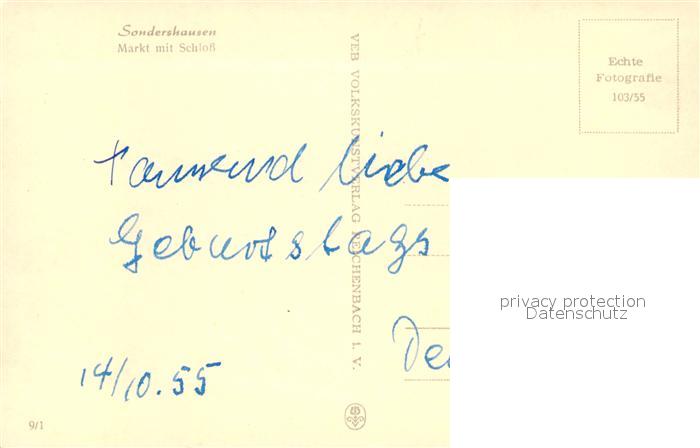 Sondershausen
Markt mit Schloß
Echte
Fotografie
103/55
VEB VOLKSKUNSTVERLAG REICHENBACH i. V.
Tausend liebe
Geburtstags
privacy protection
Datenschutz
14/10.55
9/1